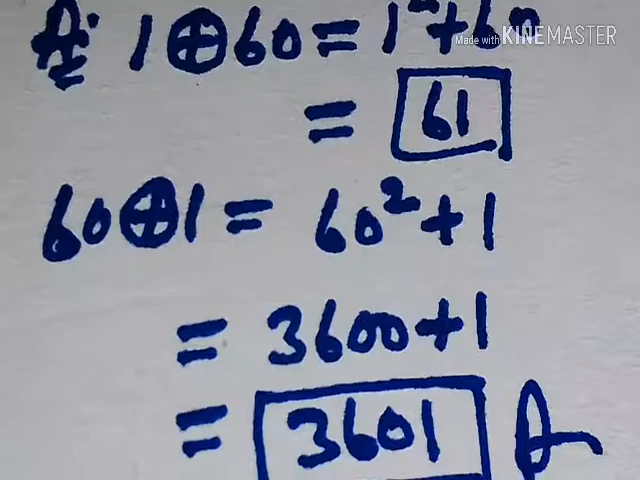 A: 1 ⊕ 60 = 1² + 60
Made with KINEMASTER
= 61
60 ⊕ 1 = 60² + 1
= 3600 + 1
= 3601 A